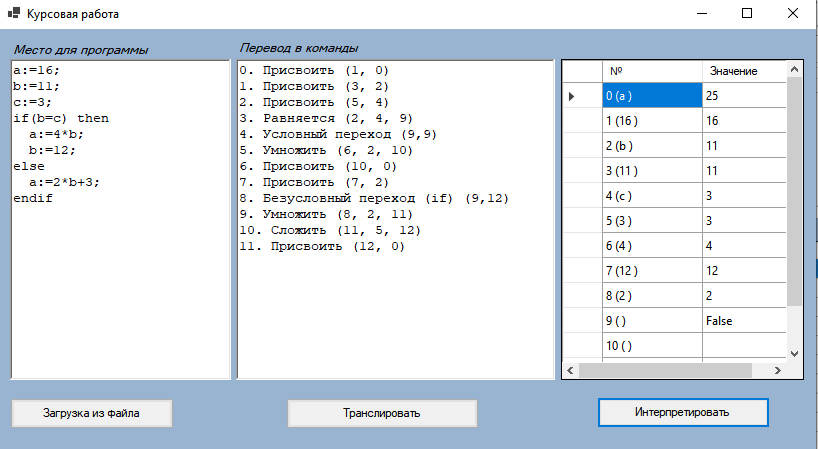 Курсовая работа
Место для программы
a:=16;
b:=11;
c:=3;
if(b=c) then
  a:=4*b;
  b:=12;
else
  a:=2*b+3;
endif
Перевод в команды
0. Присвоить (1, 0)
1. Присвоить (3, 2)
2. Присвоить (5, 4)
3. Равняется (2, 4, 9)
4. Условный переход (9,9)
5. Умножить (6, 2, 10)
6. Присвоить (10, 0)
7. Присвоить (7, 2)
8. Безусловный переход (if) (9,12)
9. Умножить (8, 2, 11)
10. Сложить (11, 5, 12)
11. Присвоить (12, 0)
№ Значение
0 (a ) 25
1 (16 ) 16
2 (b ) 11
3 (11 ) 11
4 (c ) 3
5 (3 ) 3
6 (4 ) 4
7 (12 ) 12
8 (2 ) 2
9 ( ) False
10 ( )
Загрузка из файла
Транслировать
Интерпретировать